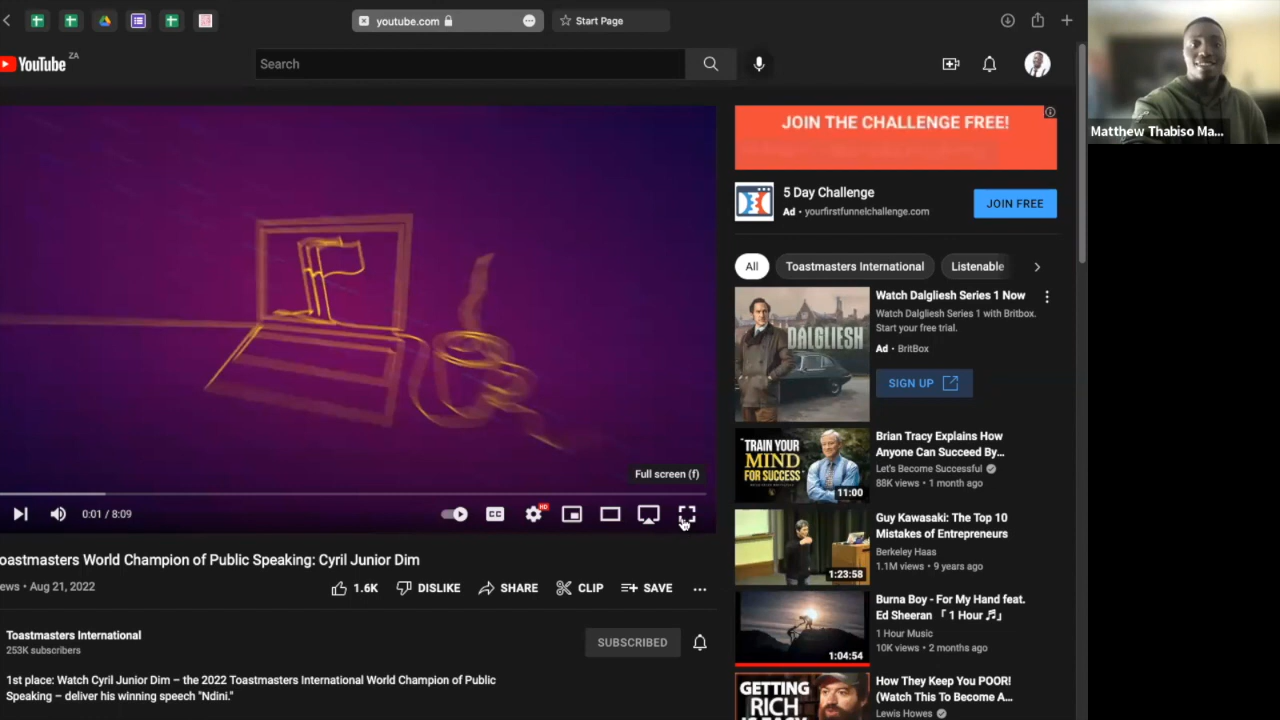 youtube.com
Start Page
YouTube ZA
Search
JOIN THE CHALLENGE FREE!
5 Day Challenge
Ad • yourfirstfunnelchallenge.com
JOIN FREE
All
Toastmasters International
Listenable
Watch Dalgliesh Series 1 Now
Watch Dalgliesh Series 1 with Britbox.
Start your free trial.
Ad • BritBox
SIGN UP
DALGLIESH
"TRAIN YOUR
MIND
FOR SUCCESS"
11:00
Brian Tracy Explains How
Anyone Can Succeed By...
Let's Become Successful
88K views • 1 month ago
1:23:58
Guy Kawasaki: The Top 10
Mistakes of Entrepreneurs
Berkeley Haas
1.1M views • 9 years ago
1:04:54
Burna Boy - For My Hand feat.
Ed Sheeran「 1 Hour 🎵」
1 Hour Music
10K views • 2 months ago
GETTING
RICH
How They Keep You POOR!
(Watch This To Become A...
Lewis Howes
Full screen (f)
0:01 / 8:09
CC
HD
oastmasters World Champion of Public Speaking: Cyril Junior Dim
ews • Aug 21, 2022
1.6K
DISLIKE
SHARE
CLIP
SAVE
Toastmasters International
253K subscribers
SUBSCRIBED
1st place: Watch Cyril Junior Dim – the 2022 Toastmasters International World Champion of Public
Speaking – deliver his winning speech "Ndini."
Matthew Thabiso Ma...